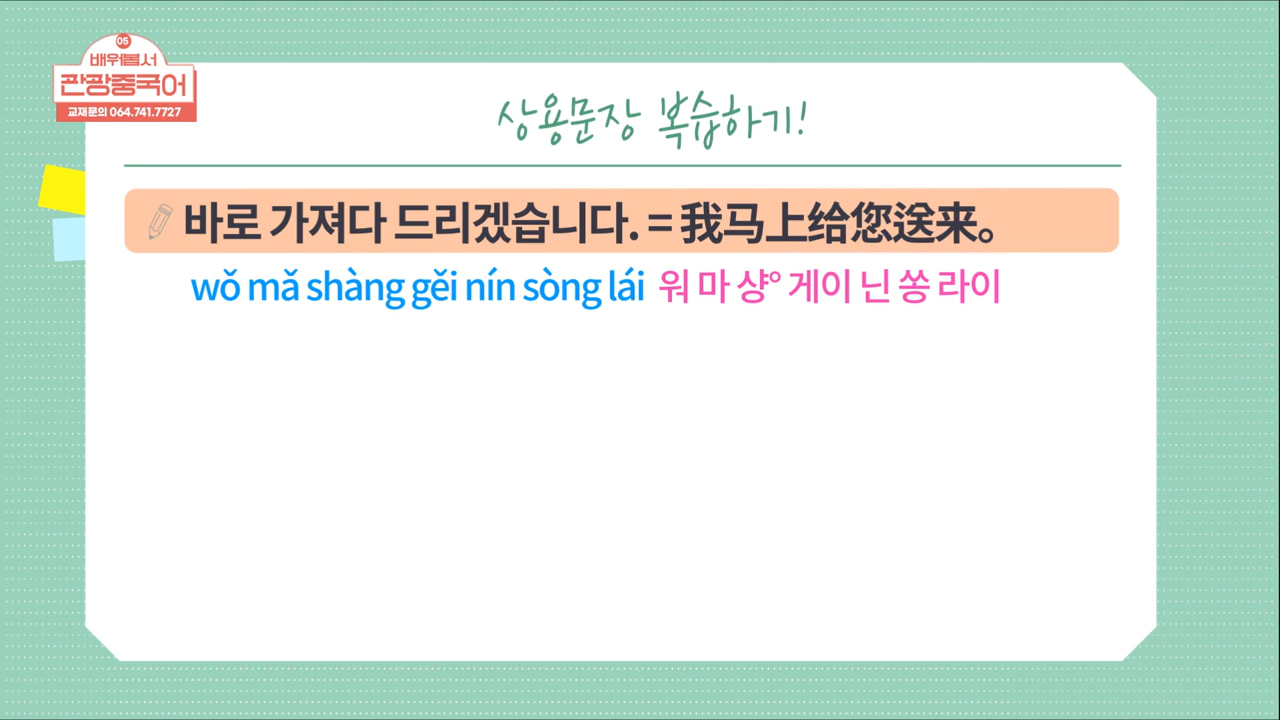 05
배워봅서
관광중국어
교재문의 064.741.7727
상용문장 복습하기!
바로 가져다 드리겠습니다. = 我马上给您送来。
wǒ mǎ shàng gěi nín sòng lái 워 마 샹° 게이 닌 쏭 라이